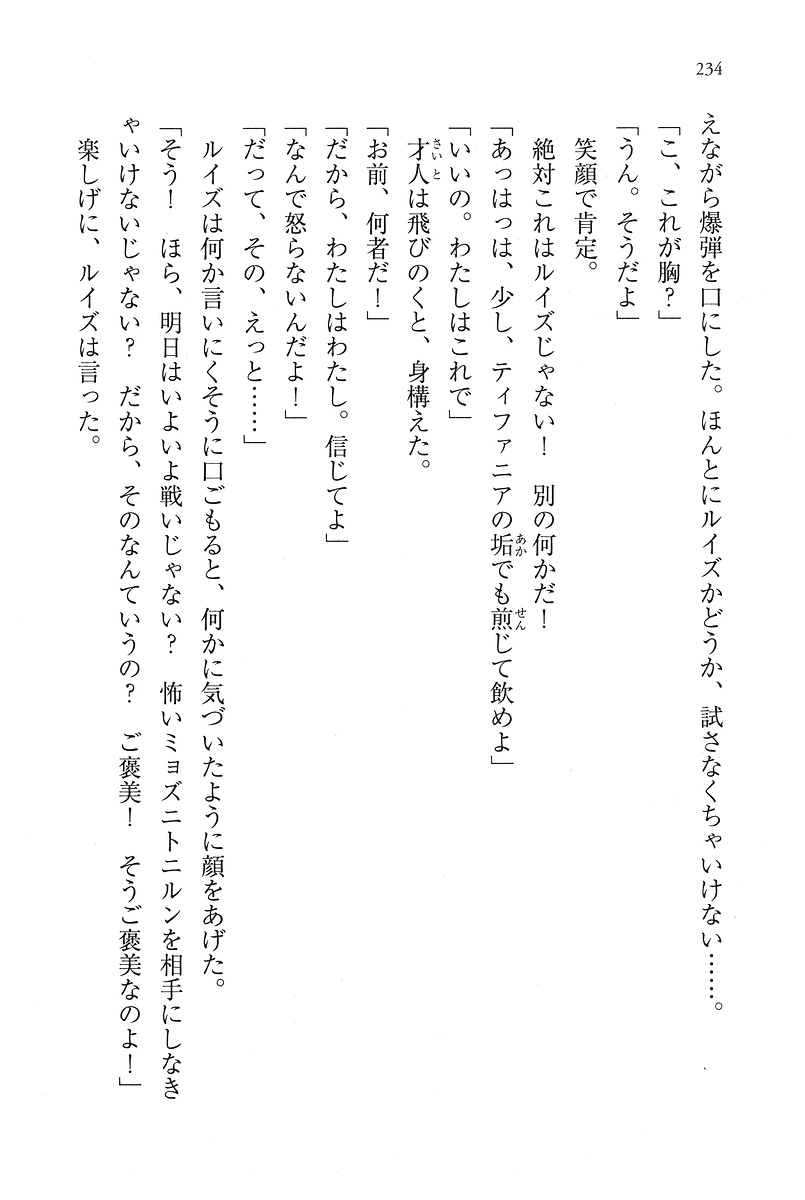 234
えながら爆弾を口にした。ほんとにルイズかどうか、試さなくちゃいけない……。
「こ、これが胸？」
「うん。そうだよ」
笑顔で肯定。
絶対これはルイズじゃない！　別の何かだ！
「あっはっは、少し、ティファニアの垢でも煎じて飲めよ」
「いいの。わたしはこれで」
才人は飛びのくと、身構えた。
「お前、何者だ！」
「だから、わたしはわたし。信じてよ」
「なんで怒らないんだよ！」
「だって、その、えっと……」
ルイズは何か言いにくそうに口ごもると、何かに気づいたように顔をあげた。
「そう！　ほら、明日はいよいよ戦いじゃない？　怖いミョズニトニルンを相手にしなき
ゃいけないじゃない？　だから、そのなんていうの？　ご褒美！　そうご褒美なのよ！」
楽しげに、ルイズは言った。